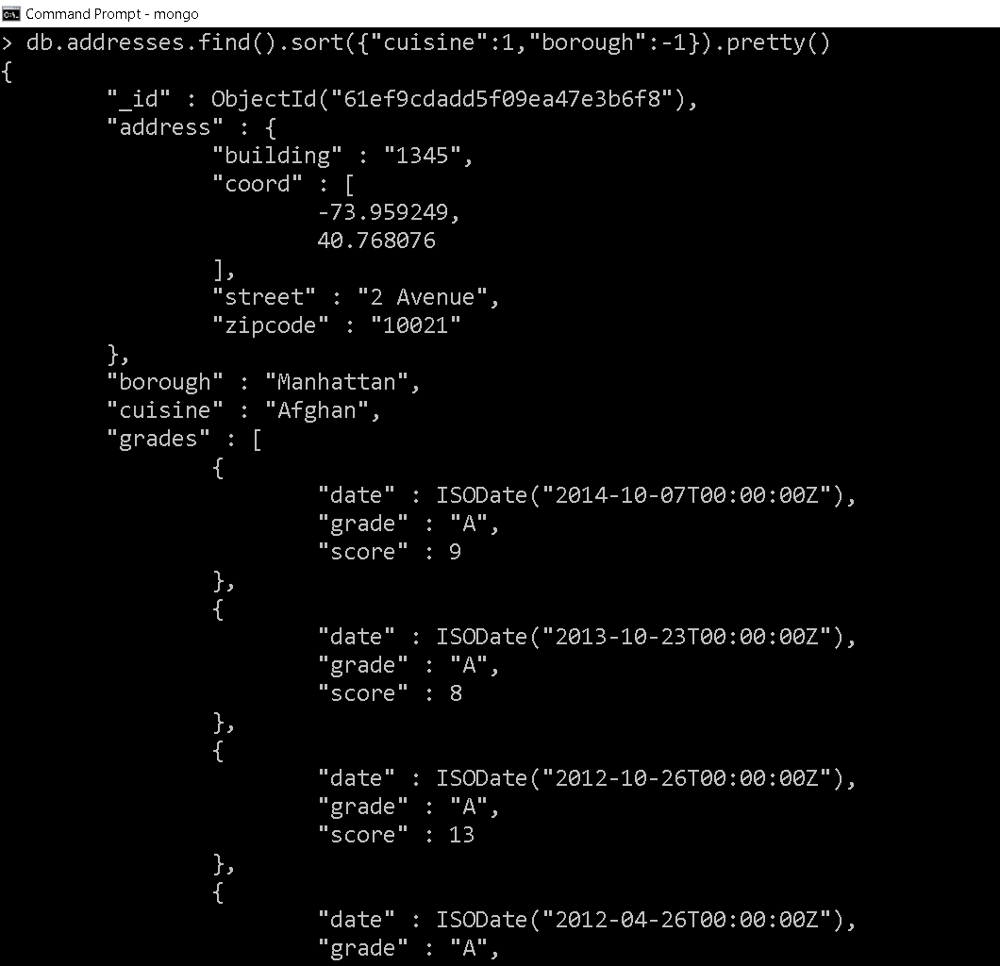 Command Prompt - mongo
> db.addresses.find().sort({"cuisine":1,"borough":-1}).pretty()
{
        "_id" : ObjectId("61ef9cdadd5f09ea47e3b6f8"),
        "address" : {
                "building" : "1345",
                "coord" : [
                        -73.959249,
                        40.768076
                ],
                "street" : "2 Avenue",
                "zipcode" : "10021"
        },
        "borough" : "Manhattan",
        "cuisine" : "Afghan",
        "grades" : [
                {
                        "date" : ISODate("2014-10-07T00:00:00Z"),
                        "grade" : "A",
                        "score" : 9
                },
                {
                        "date" : ISODate("2013-10-23T00:00:00Z"),
                        "grade" : "A",
                        "score" : 8
                },
                {
                        "date" : ISODate("2012-10-26T00:00:00Z"),
                        "grade" : "A",
                        "score" : 13
                },
                {
                        "date" : ISODate("2012-04-26T00:00:00Z"),
                        "grade" : "A",